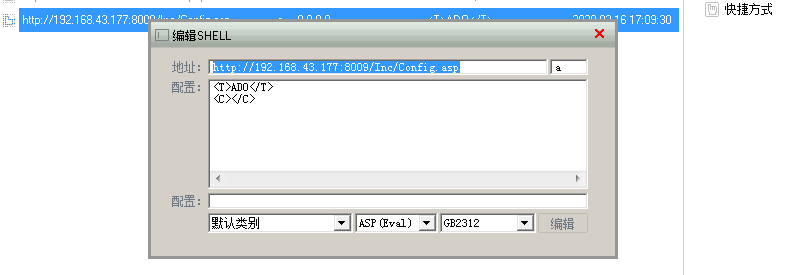 快捷方式
http://192.168.43.177:8009/Inc/Config.asp a 0.0.0.0 <T>ADO</T> 2020 02 16 17:09:30
编辑SHELL
地址: http://192.168.43.177:8009/Inc/Config.asp a
配置: <T>ADO</T>
<C></C>
配置:
默认类别 ASP(Eval) GB2312 编辑